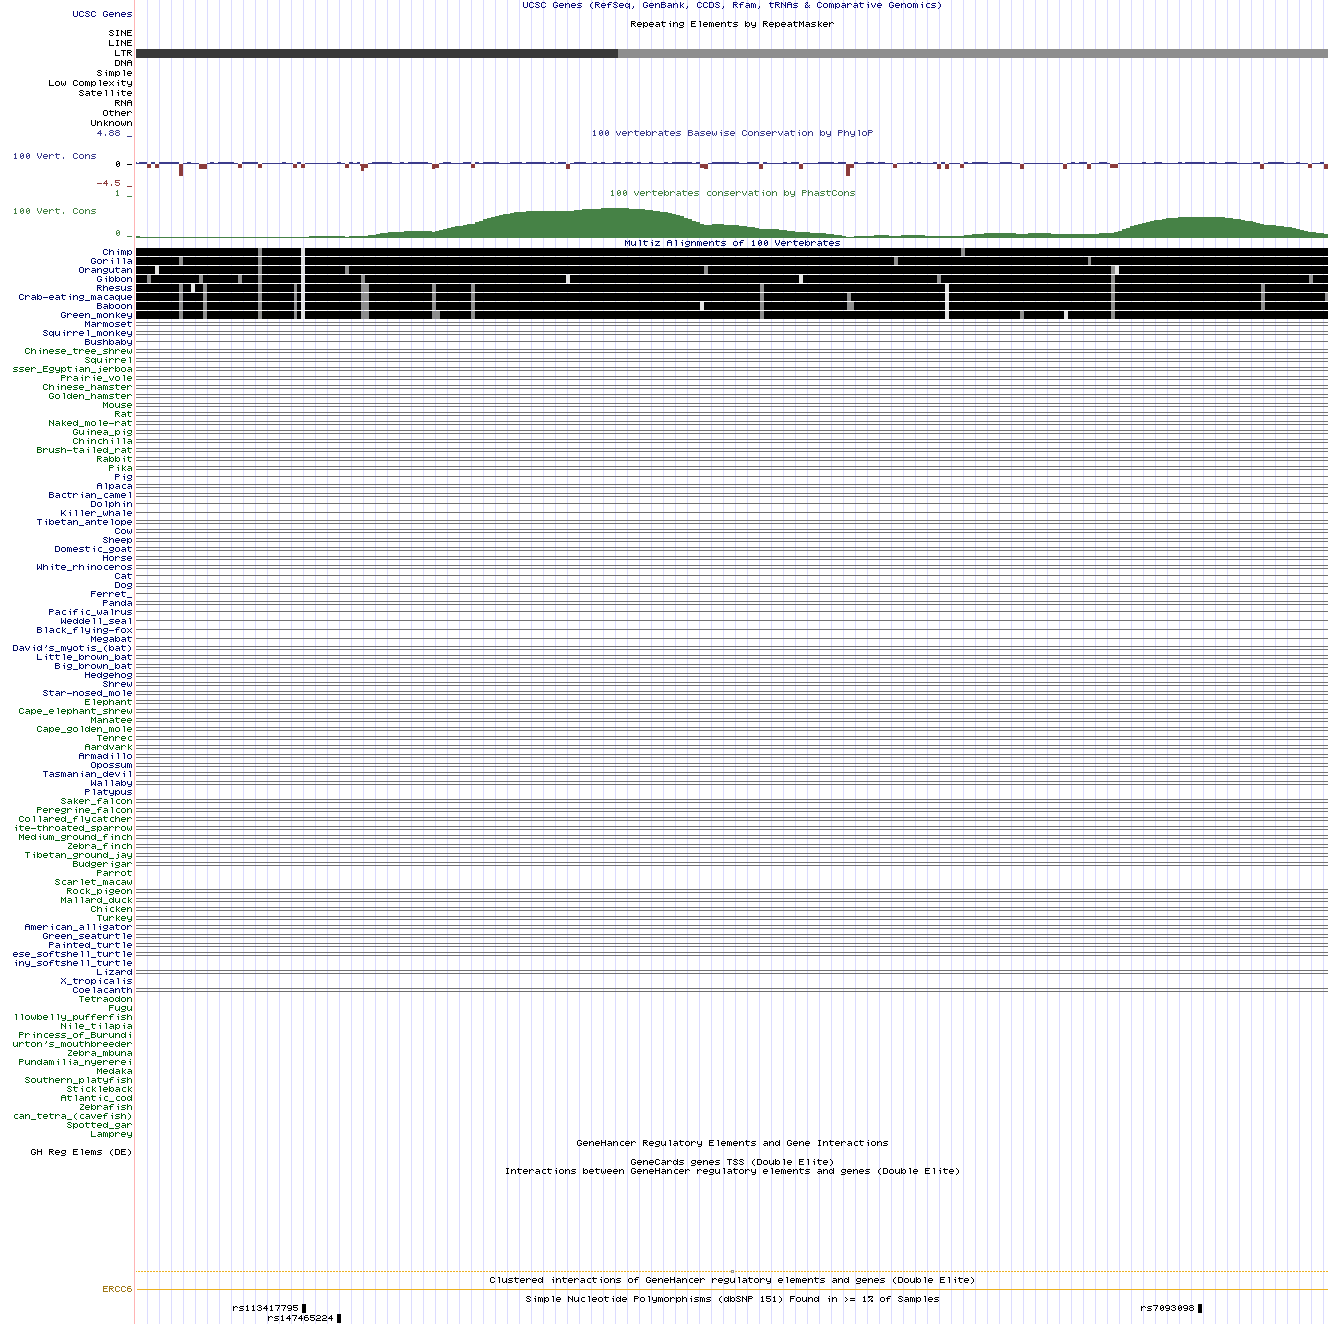 UCSC Genes (RefSeq, GenBank, CCDS, Rfam, tRNAs & Comparative Genomics)
UCSC Genes
Repeating Elements by RepeatMasker
SINE
LINE
LTR
DNA
Simple
Low Complexity
Satellite
RNA
Other
Unknown
100 vertebrates Basewise Conservation by PhyloP
4.88 _
100 Vert. Cons
0 -
-4.5 _
100 vertebrates conservation by PhastCons
1 _
100 Vert. Cons
0 _
Multiz Alignments of 100 Vertebrates
Chimp
Gorilla
Orangutan
Gibbon
Rhesus
Crab-eating_macaque
Baboon
Green_monkey
Marmoset
Squirrel_monkey
Bushbaby
Chinese_tree_shrew
Squirrel
sser_Egyptian_jerboa
Prairie_vole
Chinese_hamster
Golden_hamster
Mouse
Rat
Naked_mole-rat
Guinea_pig
Chinchilla
Brush-tailed_rat
Rabbit
Pika
Pig
Alpaca
Bactrian_camel
Dolphin
Killer_whale
Tibetan_antelope
Cow
Sheep
Domestic_goat
Horse
White_rhinoceros
Cat
Dog
Ferret_
Panda
Pacific_walrus
Weddell_seal
Black_flying-fox
Megabat
David's_myotis_(bat)
Little_brown_bat
Big_brown_bat
Hedgehog
Shrew
Star-nosed_mole
Elephant
Cape_elephant_shrew
Manatee
Cape_golden_mole
Tenrec
Aardvark
Armadillo
Opossum
Tasmanian_devil
Wallaby
Platypus
Saker_falcon
Peregrine_falcon
Collared_flycatcher
ite-throated_sparrow
Medium_ground_finch
Zebra_finch
Tibetan_ground_jay
Budgerigar
Parrot
Scarlet_macaw
Rock_pigeon
Mallard_duck
Chicken
Turkey
American_alligator
Green_seaturtle
Painted_turtle
ese_softshell_turtle
iny_softshell_turtle
Lizard
X_tropicalis
Coelacanth
Tetraodon
Fugu
llowbelly_pufferfish
Nile_tilapia
Princess_of_Burundi
urton's_mouthbreeder
Zebra_mbuna
Pundamilia_nyererei
Medaka
Southern_platyfish
Stickleback
Atlantic_cod
Zebrafish
can_tetra_(cavefish)
Spotted_gar
Lamprey
GeneHancer Regulatory Elements and Gene Interactions
GH Reg Elems (DE)
GeneCards genes TSS (Double Elite)
Interactions between GeneHancer regulatory elements and genes (Double Elite)
Clustered interactions of GeneHancer regulatory elements and genes (Double Elite)
ERCC6
Simple Nucleotide Polymorphisms (dbSNP 151) Found in >= 1% of Samples
rs113417795 rs7093098
rs147465224